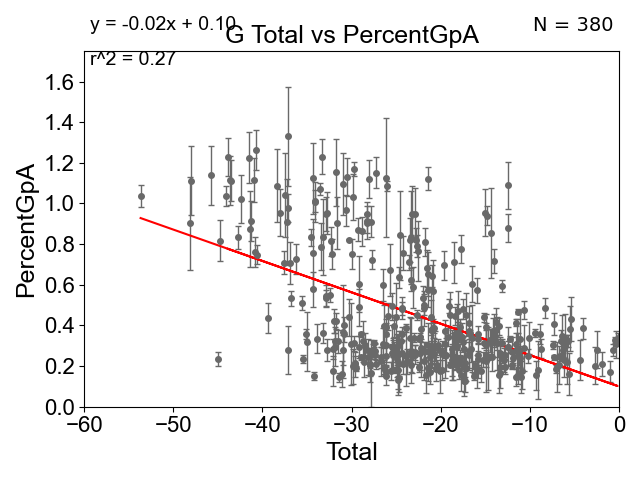 y = -0.02x + 0.10
G Total vs PercentGpA
N = 380
r^2 = 0.27
PercentGpA
1.6
1.4
1.2
1.0
0.8
0.6
0.4
0.2
0.0
−60 −50 −40 −30 −20 −10 0
Total